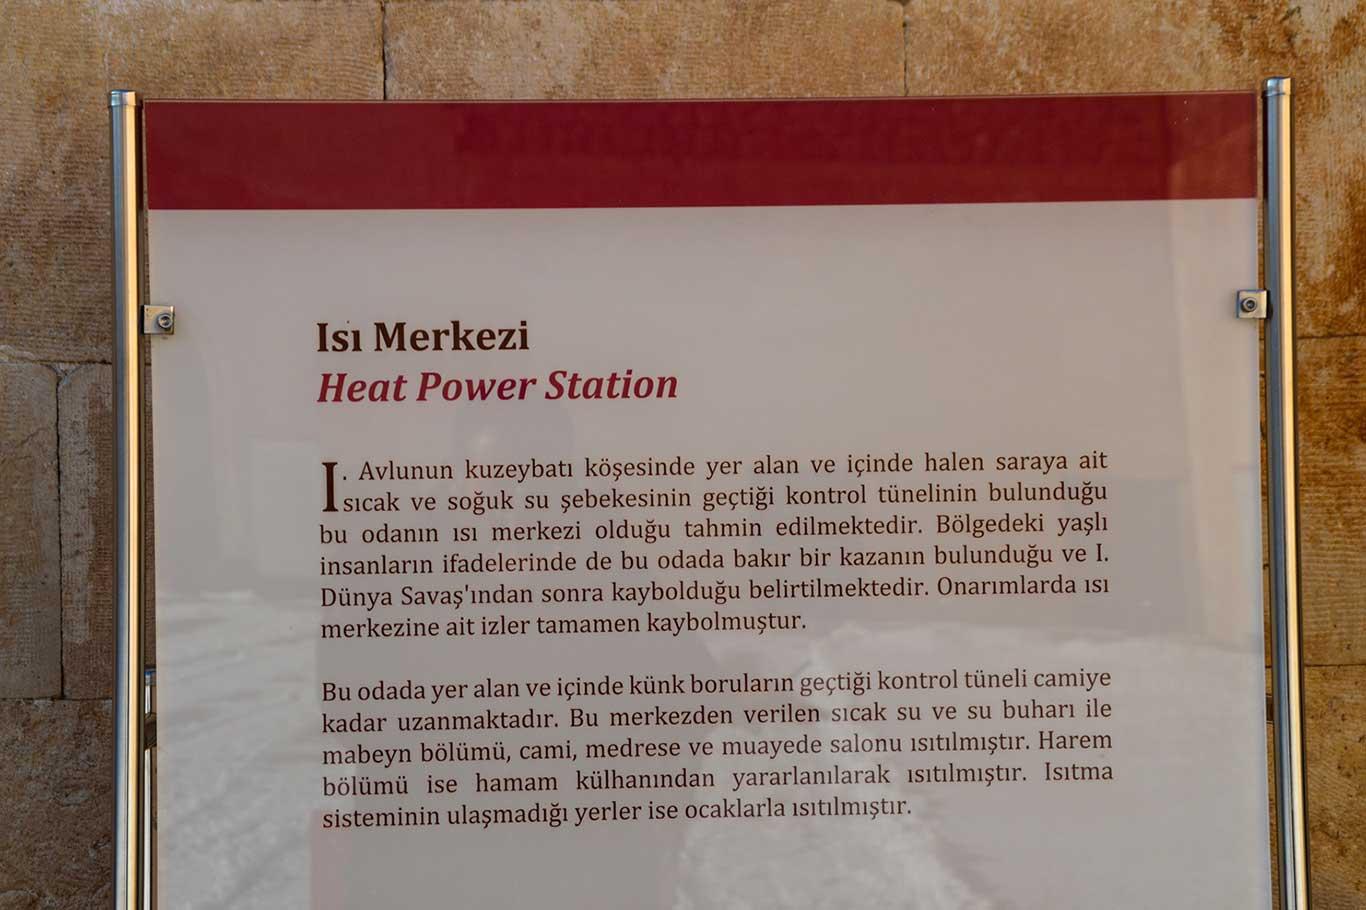 Isı Merkezi
Heat Power Station
I. Avlunun kuzeybatı köşesinde yer alan ve içinde halen saraya ait
sıcak ve soğuk su şebekesinin geçtiği kontrol tünelinin bulunduğu
bu odanın ısı merkezi olduğu tahmin edilmektedir. Bölgedeki yaşlı
insanların ifadelerinde de bu odada bakır bir kazanın bulunduğu ve I.
Dünya Savaş'ından sonra kaybolduğu belirtilmektedir. Onarımlarda ısı
merkezine ait izler tamamen kaybolmuştur.
Bu odada yer alan ve içinde künk boruların geçtiği kontrol tüneli camiye
kadar uzanmaktadır. Bu merkezden verilen sıcak su ve su buharı ile
mabeyn bölümü, cami, medrese ve muayede salonu ısıtılmıştır. Harem
bölümü ise hamam külhanından yararlanılarak ısıtılmıştır. Isıtma
sisteminin ulaşmadığı yerler ise ocaklarla ısıtılmıştır.